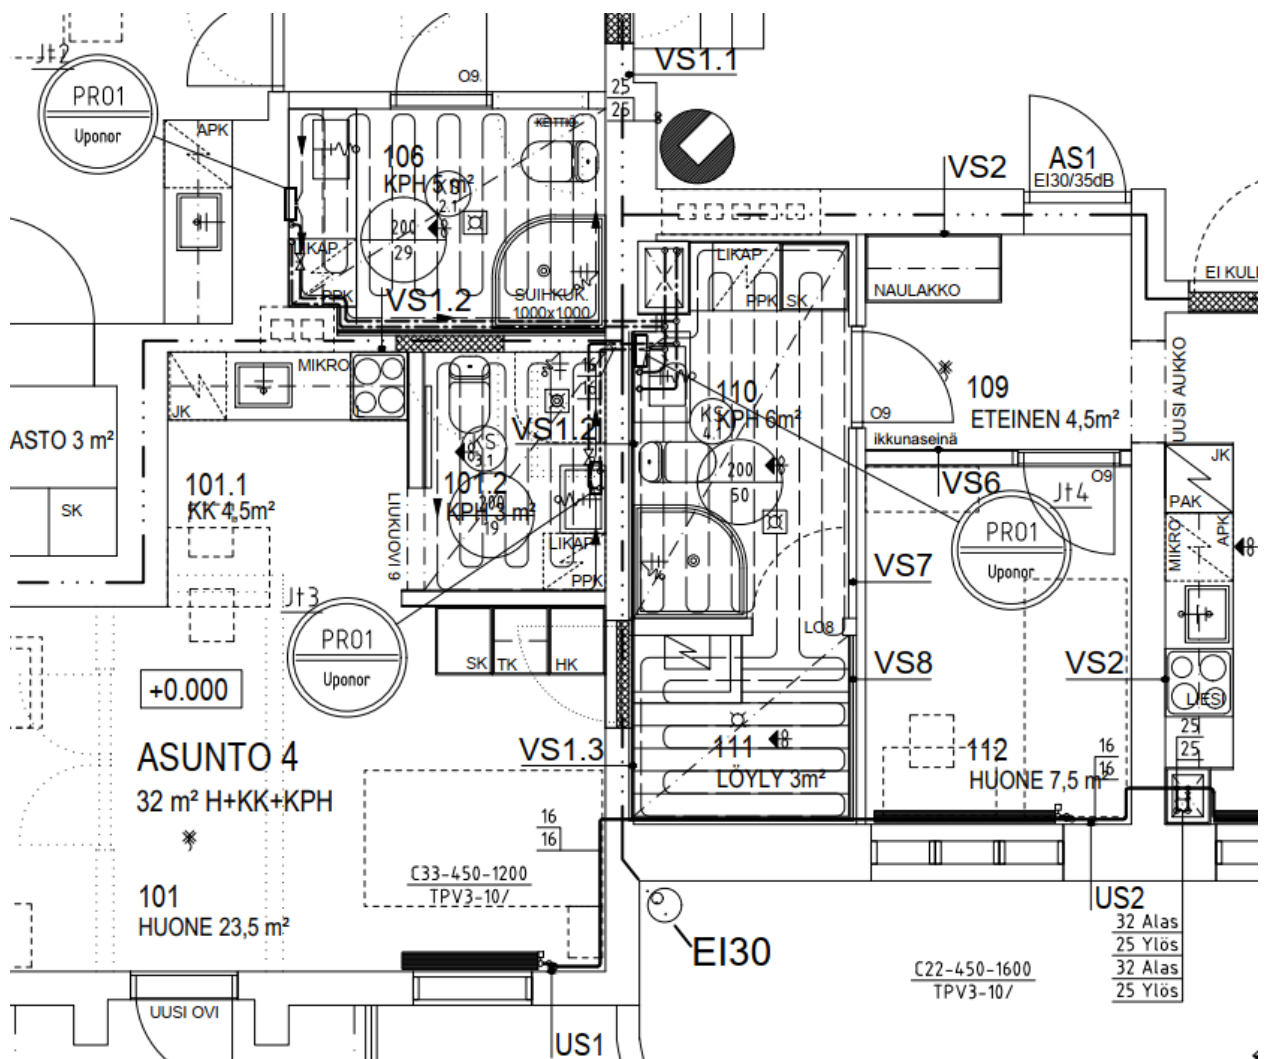 Jt2
PR01
Uponor
APK
O9.
25
25
VS1.1
KEITTIÖ
106
KPH 5 m²
KS
2.1
200
29
LIKAP
PPK
SUIHKUK.
1000x1000
VS1.2
VS2
AS1
EI30/35dB
LIKAP
PPK
SK
NAULAKKO
EI KUL
MIKRO
JK
ASTO 3 m²
SK
101.1
KK 4,5m²
LIUKUOVI 9
KS
3.1
101.2
KPH 3 m²
200
19
LIKAP
PPK
VS1.2
110
KPH 6m²
KS
200
50
O9
109
ETEINEN 4,5m²
ikkunaseinä
UUSI AUKKO
VS6
O9
Jt4
PR01
Uponor
JK
PAK
MIKRO
APK
VS7
Jt3
PR01
Uponor
SK
TK
HK
LO8
VS8
VS2
LIESI
25
25
+0.000
ASUNTO 4
32 m² H+KK+KPH
VS1.3
111
LÖYLY 3m²
112
HUONE 7,5 m²
16
16
16
16
C33-450-1200
TPV3-10/
101
HUONE 23,5 m²
EI30
US2
32 Alas
25 Ylös
32 Alas
25 Ylös
C22-450-1600
TPV3-10/
UUSI OVI
US1